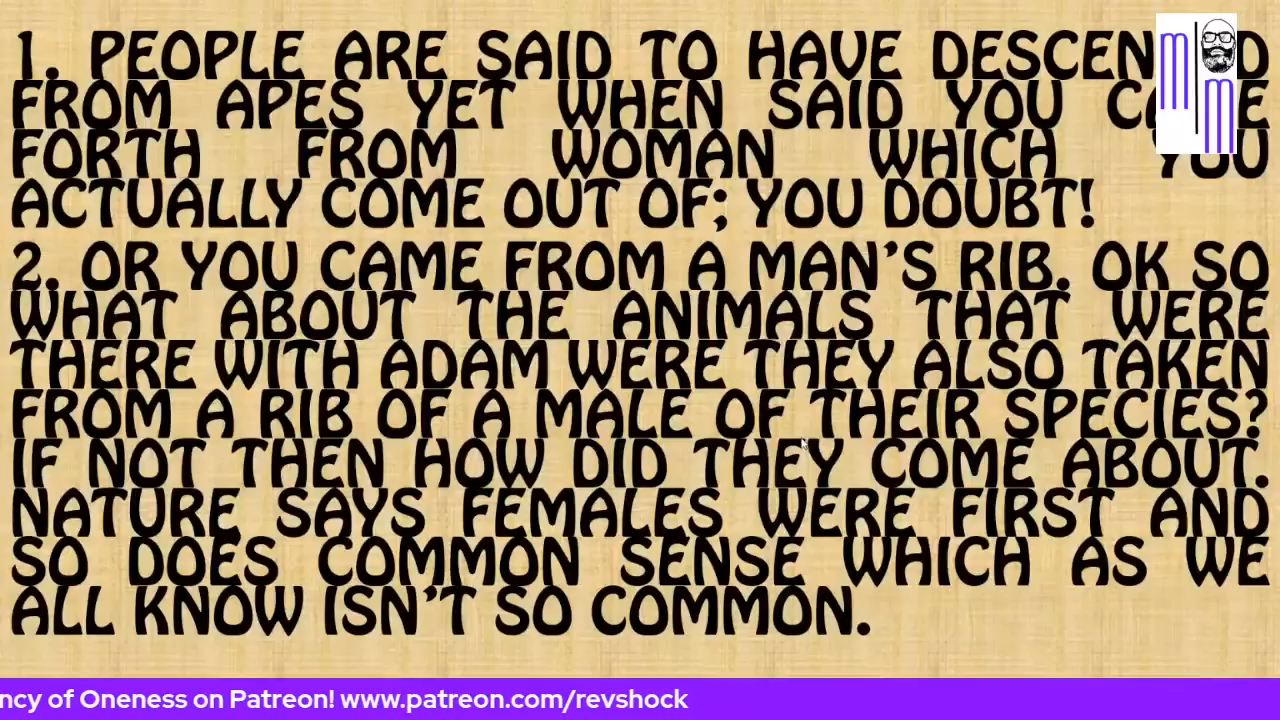 1. PEOPLE ARE SAID TO HAVE DESCENDED
FROM APES YET WHEN SAID YOU CAME
FORTH FROM WOMAN WHICH YOU
ACTUALLY COME OUT OF; YOU DOUBT!
2. OR YOU CAME FROM A MAN'S RIB. OK SO
WHAT ABOUT THE ANIMALS THAT WERE
THERE WITH ADAM WERE THEY ALSO TAKEN
FROM A RIB OF A MALE OF THEIR SPECIES?
IF NOT THEN HOW DID THEY COME ABOUT.
NATURE SAYS FEMALES WERE FIRST AND
SO DOES COMMON SENSE WHICH AS WE
ALL KNOW ISN'T SO COMMON.
m m
ncy of Oneness on Patreon! www.patreon.com/revshock